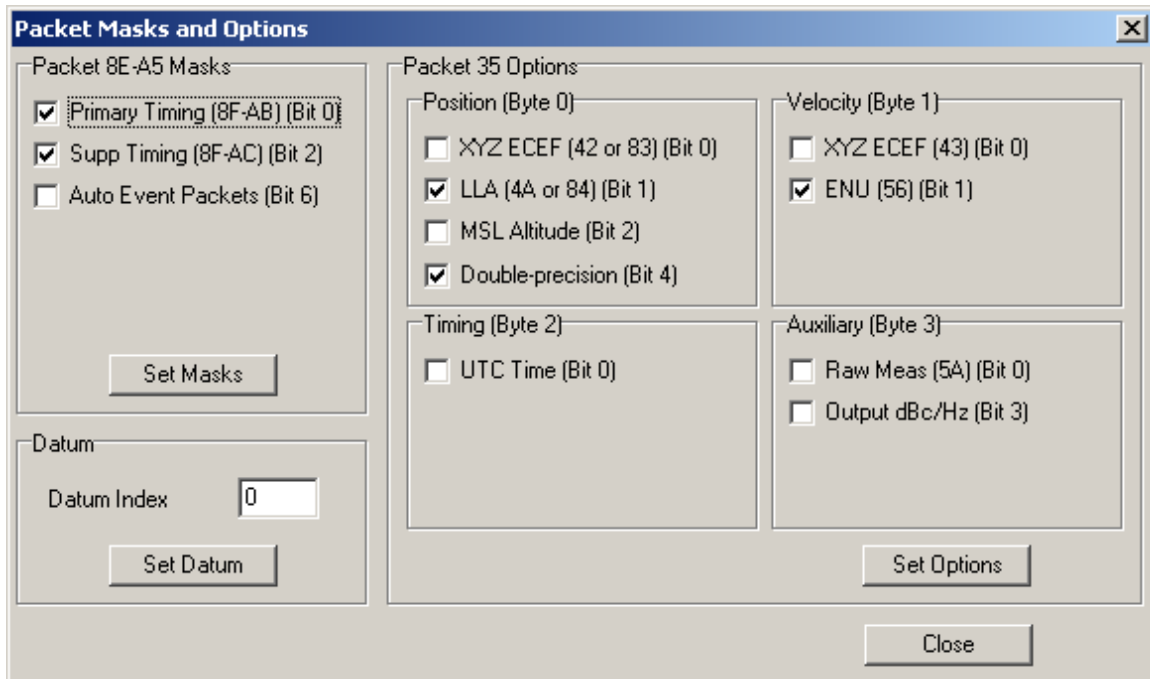 Packet Masks and Options
Packet 8E-A5 Masks
Primary Timing (8F-AB) (Bit 0)
Supp Timing (8F-AC) (Bit 2)
Auto Event Packets (Bit 6)
Set Masks
Datum
Datum Index
0
Set Datum
Packet 35 Options
Position (Byte 0)
XYZ ECEF (42 or 83) (Bit 0)
LLA (4A or 84) (Bit 1)
MSL Altitude (Bit 2)
Double-precision (Bit 4)
Velocity (Byte 1)
XYZ ECEF (43) (Bit 0)
ENU (56) (Bit 1)
Timing (Byte 2)
UTC Time (Bit 0)
Auxiliary (Byte 3)
Raw Meas (5A) (Bit 0)
Output dBc/Hz (Bit 3)
Set Options
Close